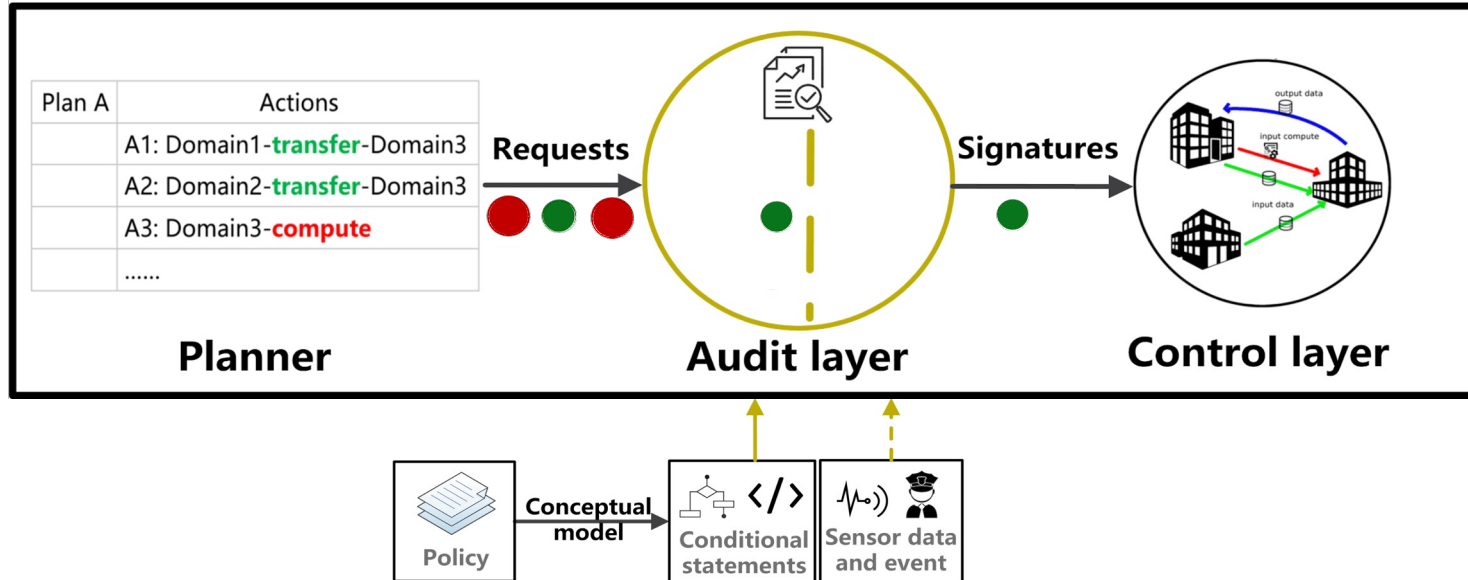 Plan A Actions
A1: Domain1-transfer-Domain3
A2: Domain2-transfer-Domain3
A3: Domain3-compute
......
Requests
Signatures
output data
input compute
input data
Planner
Audit layer
Control layer
Policy
Conceptual
model
</>
Conditional
statements
Sensor data
and event